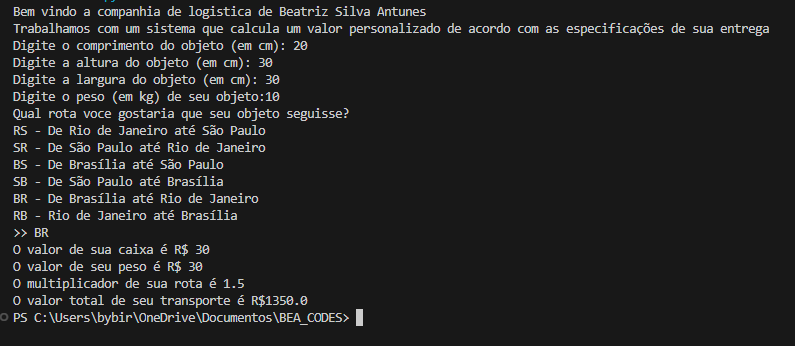 Bem vindo a companhia de logistica de Beatriz Silva Antunes
Trabalhamos com um sistema que calcula um valor personalizado de acordo com as especificações de sua entrega
Digite o comprimento do objeto (em cm): 20
Digite a altura do objeto (em cm): 30
Digite a largura do objeto (em cm): 30
Digite o peso (em kg) de seu objeto:10
Qual rota voce gostaria que seu objeto seguisse?
RS - De Rio de Janeiro até São Paulo
SR - De São Paulo até Rio de Janeiro
BS - De Brasília até São Paulo
SB - De São Paulo até Brasília
BR - De Brasília até Rio de Janeiro
RB - Rio de Janeiro até Brasília
>> BR
O valor de sua caixa é R$ 30
O valor de seu peso é R$ 30
O multiplicador de sua rota é 1.5
O valor total de seu transporte é R$1350.0
PS C:\Users\bybir\OneDrive\Documentos\BEA_CODES>